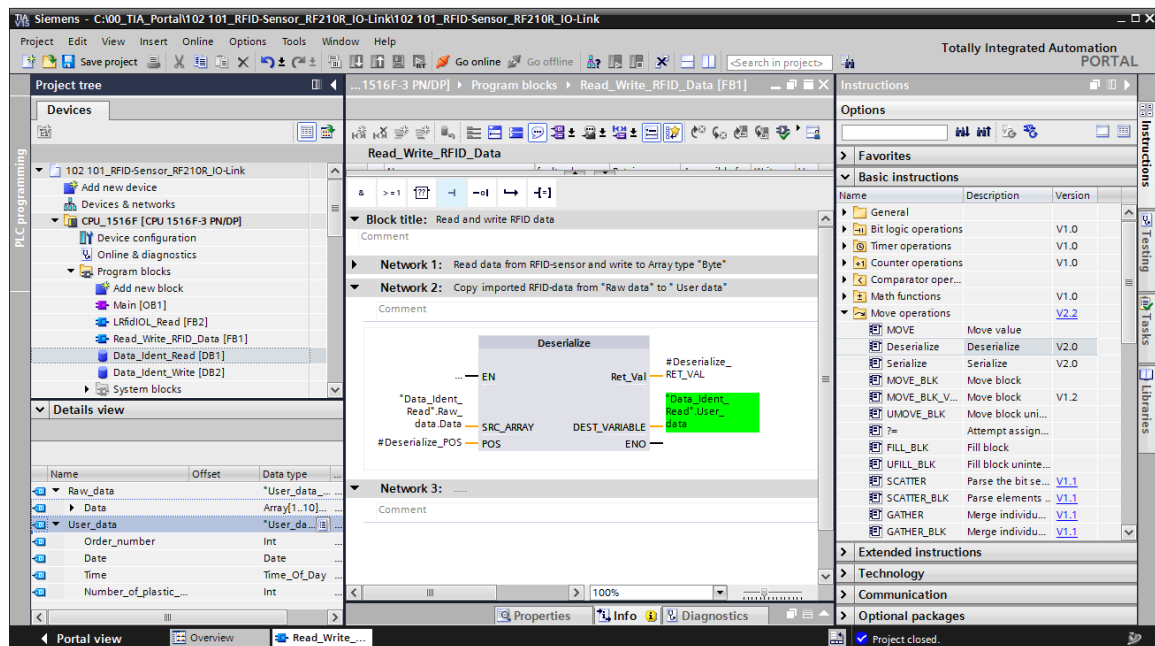 Siemens - C:\00_TIA_Portal\102 101_RFID-Sensor_RF210R_IO-Link\102 101_RFID-Sensor_RF210R_IO-Link
Project Edit View Insert Online Options Tools Window Help
Totally Integrated Automation
PORTAL
Save project Go online Go offline <Search in project>
Project tree
Devices
102 101_RFID-Sensor_RF210R_IO-Link
Add new device
Devices & networks
CPU_1516F [CPU 1516F-3 PN/DP]
Device configuration
Online & diagnostics
Program blocks
Add new block
Main [OB1]
LRfidIOL_Read [FB2]
Read_Write_RFID_Data [FB1]
Data_Ident_Read [DB1]
Data_Ident_Write [DB2]
System blocks
PLC programming
Details view
Name Offset Data type ...
Raw_data "User_data_... ...
Data Array[1..10]... ...
User_data "User_da...
Order_number Int ...
Date Date ...
Time Time_Of_Day ...
Number_of_plastic_... Int ...
...1516F-3 PN/DP] Program blocks Read_Write_RFID_Data [FB1]
Read_Write_RFID_Data
& >=1 ??
Block title: Read and write RFID data
Comment
Network 1: Read data from RFID-sensor and write to Array type "Byte"
Network 2: Copy imported RFID-data from "Raw data" to " User data"
Comment
Deserialize
... EN
Ret_Val
#Deserialize_
RET_VAL
"Data_Ident_
Read".Raw_
data.Data
SRC_ARRAY
DEST_VARIABLE
"Data_Ident_
Read".User_
data
#Deserialize_POS
POS
ENO
Network 3: .....
Comment
100%
Properties Info Diagnostics
Instructions
Options
Favorites
Basic instructions
Name Description Version
General
Bit logic operations V1.0
Timer operations V1.0
Counter operations V1.0
Comparator oper...
Math functions V1.0
Move operations V2.2
MOVE Move value
Deserialize Deserialize V2.0
Serialize Serialize V2.0
MOVE_BLK Move block
MOVE_BLK_V... Move block V1.2
UMOVE_BLK Move block uni...
?= Attempt assign...
FILL_BLK Fill block
UFILL_BLK Fill block uninte...
SCATTER Parse the bit se... V1.1
SCATTER_BLK Parse elements .. V1.1
GATHER Merge individu... V1.1
GATHER_BLK Merge individu... V1.1
Extended instructions
Technology
Communication
Optional packages
Instructions
Testing
Tasks
Libraries
Portal view Overview Read_Write_... Project closed.